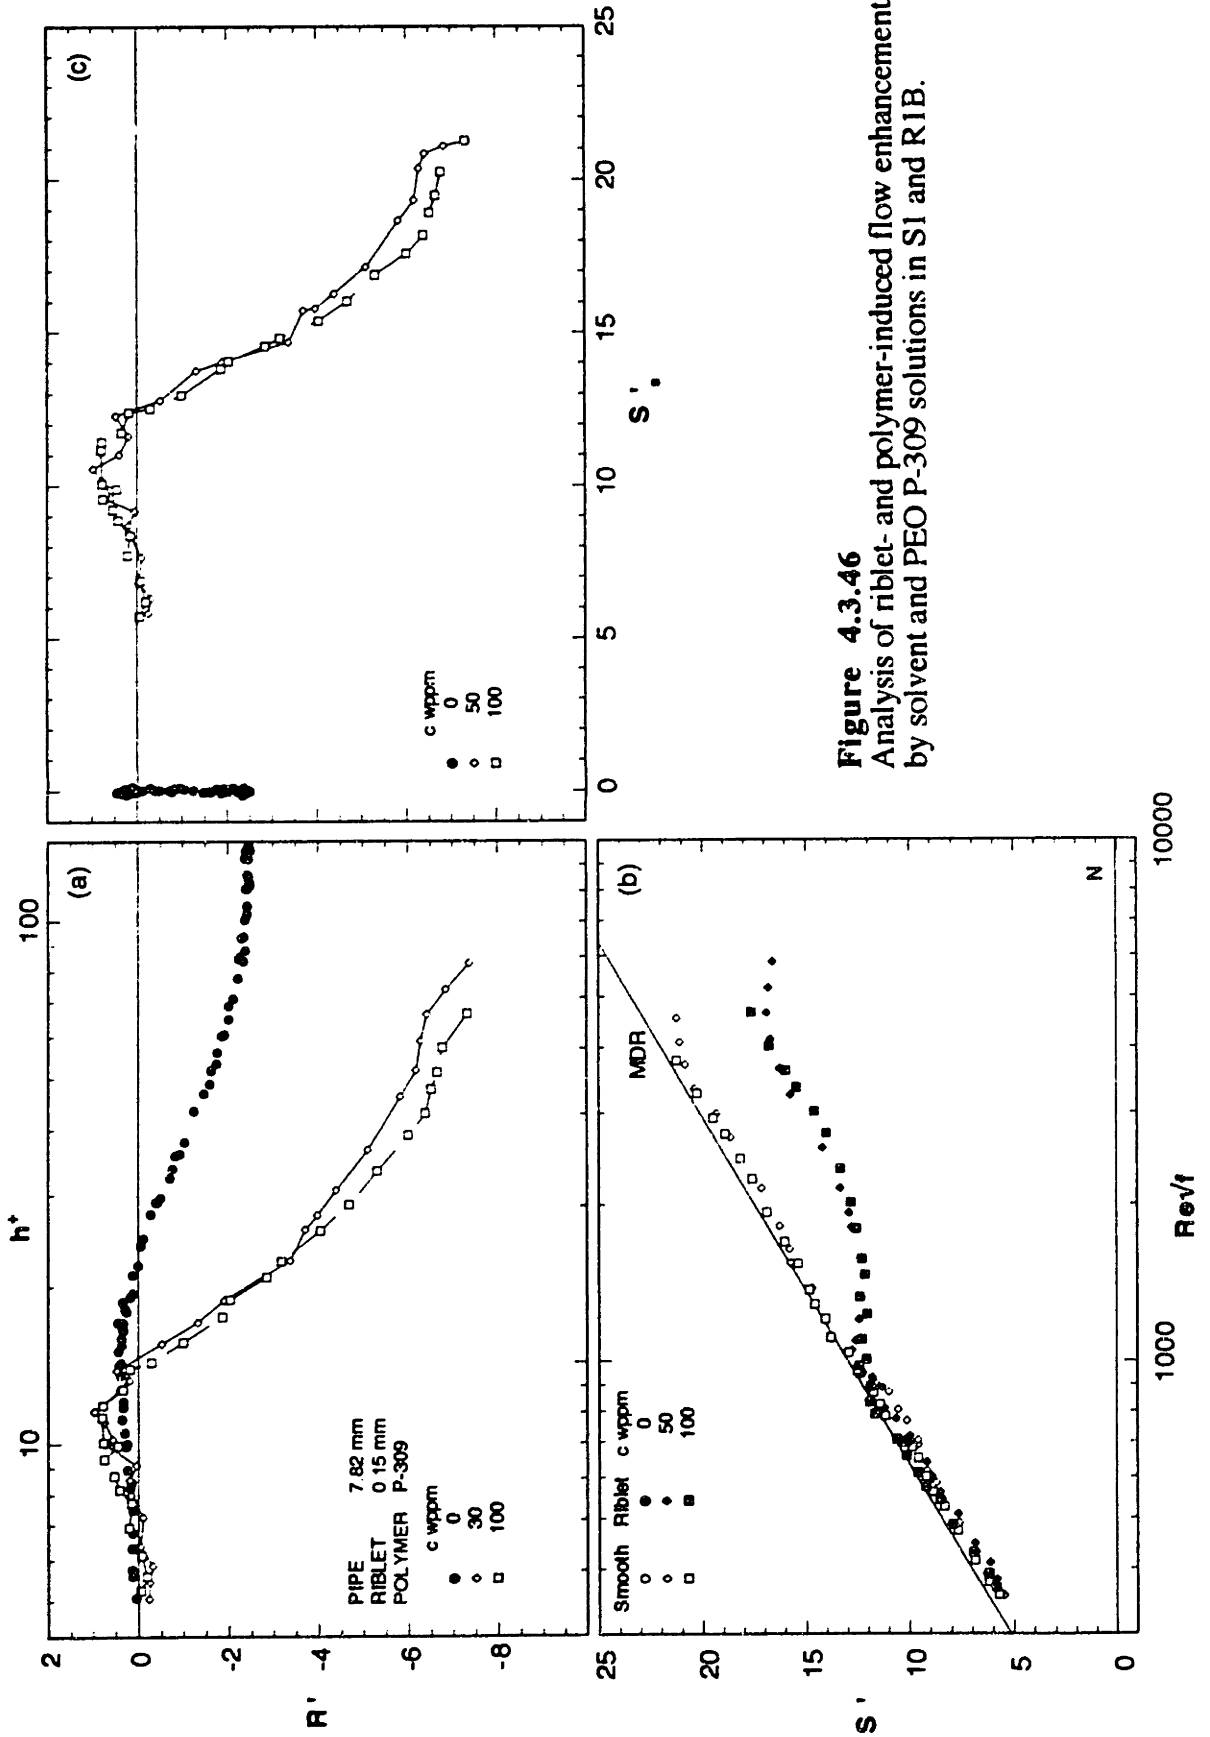 h⁺
10
100
(a)
2
0
-2
-4
-6
-8
R'
PIPE 7.82 mm
RIBLET 0.15 mm
POLYMER P-309
c wppm
0
30
100
(c)
c wppm
0
50
100
0
5
10
15
20
25
S's
(b)
MDR
N
Smooth Riblet c wppm
0
50
100
25
20
15
10
5
0
S'
1000
10000
Re√f
Figure 4.3.46
Analysis of riblet- and polymer-induced flow enhancement
by solvent and PEO P-309 solutions in S1 and R1B.